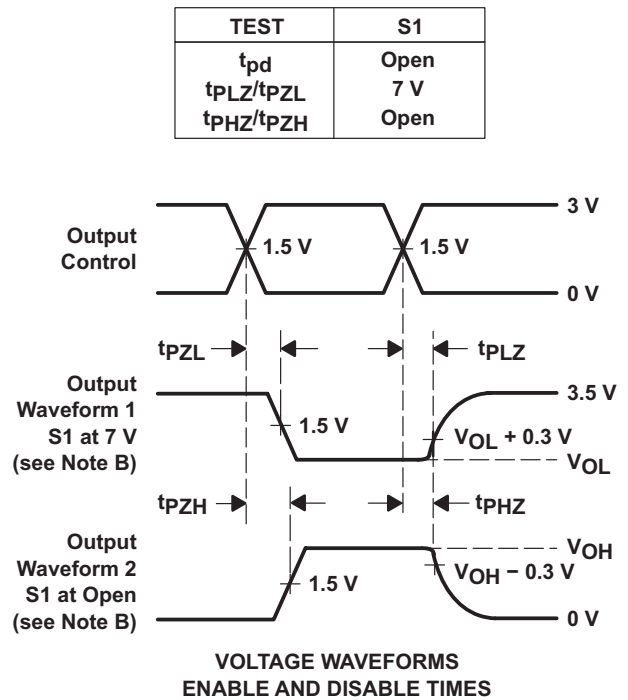 TEST S1
tpd Open
tPLZ/tPZL 7 V
tPHZ/tPZH Open
3 V
Output
Control
1.5 V 1.5 V
0 V
tPZL tPLZ
Output
Waveform 1
S1 at 7 V
(see Note B)
3.5 V
1.5 V
VOL + 0.3 V
VOL
tPZH tPHZ
Output
Waveform 2
S1 at Open
(see Note B)
VOH
VOH − 0.3 V
1.5 V
0 V
VOLTAGE WAVEFORMS
ENABLE AND DISABLE TIMES